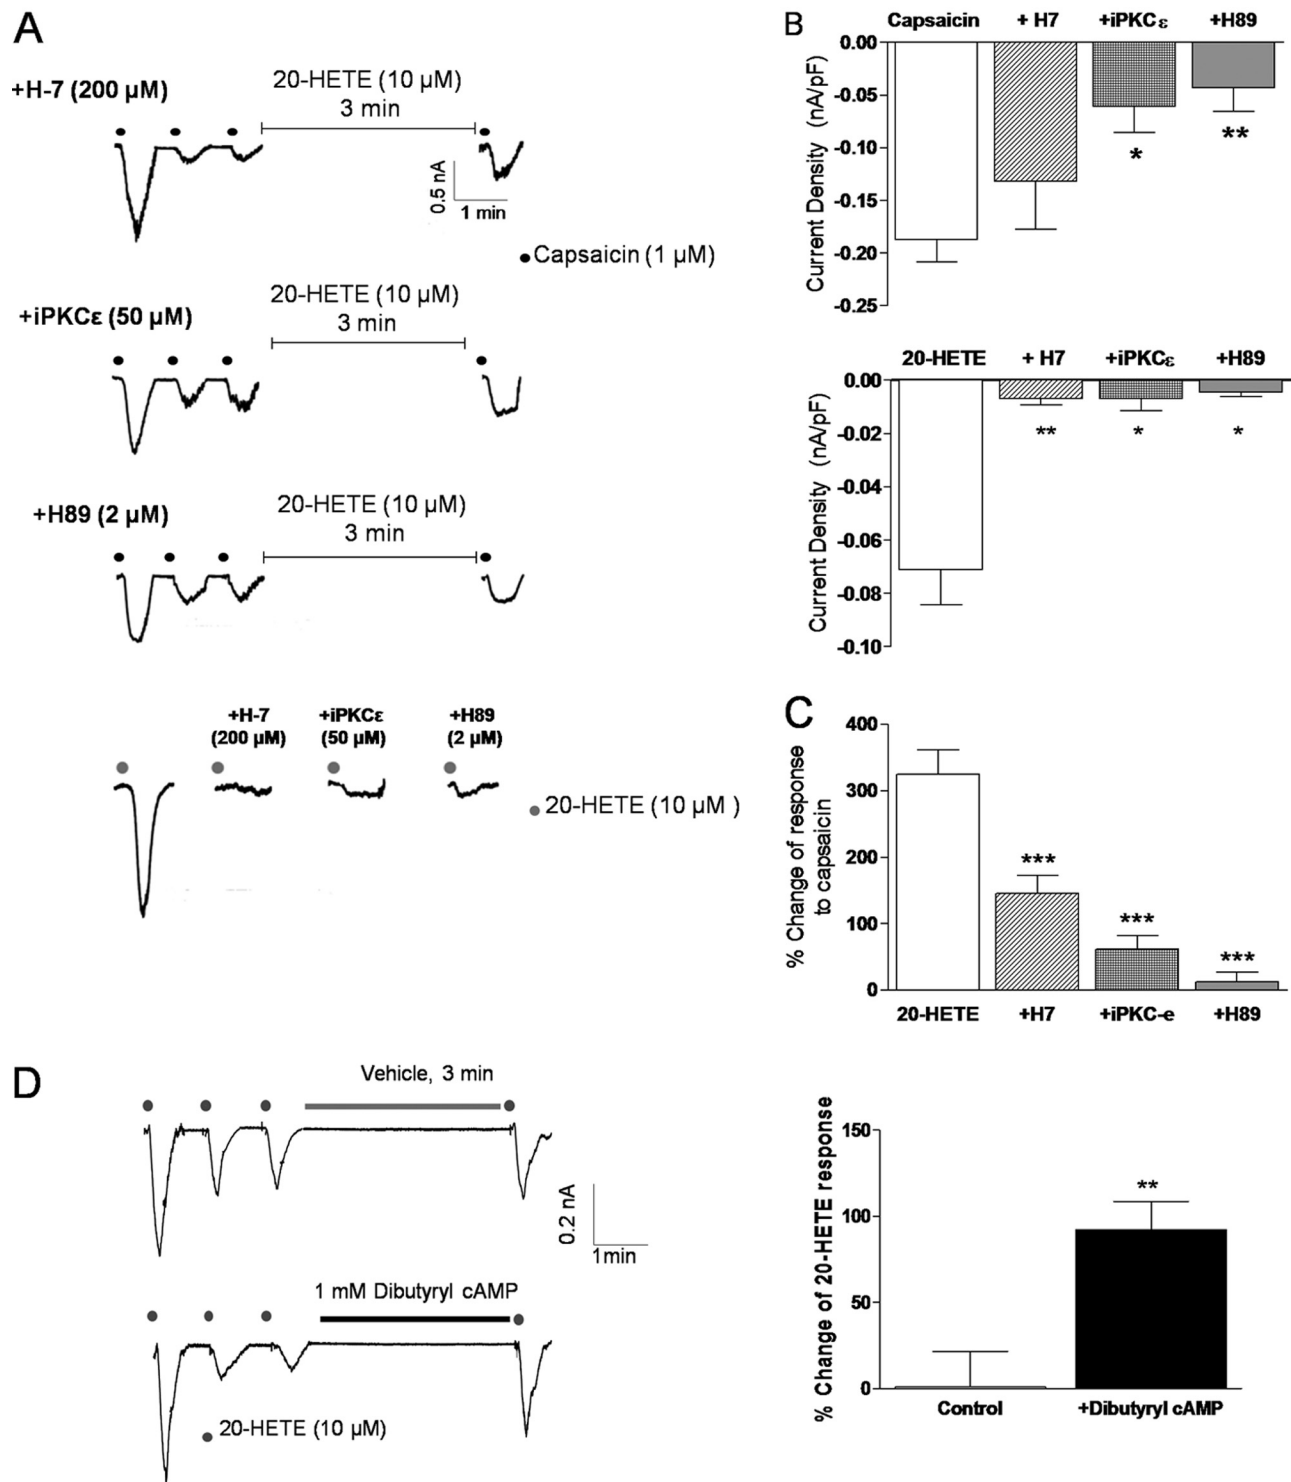 A
+H-7 (200 µM)
20-HETE (10 µM)
3 min
0.5 nA
1 min
Capsaicin (1 µM)
+iPKCε (50 µM)
20-HETE (10 µM)
3 min
+H89 (2 µM)
20-HETE (10 µM)
3 min
+H-7
(200 µM)
+iPKCε
(50 µM)
+H89
(2 µM)
20-HETE (10 µM )
B
Capsaicin + H7 +iPKCε +H89
Current Density (nA/pF)
0.00
-0.05
-0.10
-0.15
-0.20
-0.25
*
**
20-HETE + H7 +iPKCε +H89
Current Density (nA/pF)
0.00
-0.02
-0.04
-0.06
-0.08
-0.10
** * *
C
% Change of response
to capsaicin
400
300
200
100
0
***
***
***
20-HETE +H7 +iPKC-e +H89
D
Vehicle, 3 min
0.2 nA
1min
1 mM Dibutyryl cAMP
20-HETE (10 µM)
% Change of 20-HETE response
150
100
50
0
**
Control +Dibutyryl cAMP